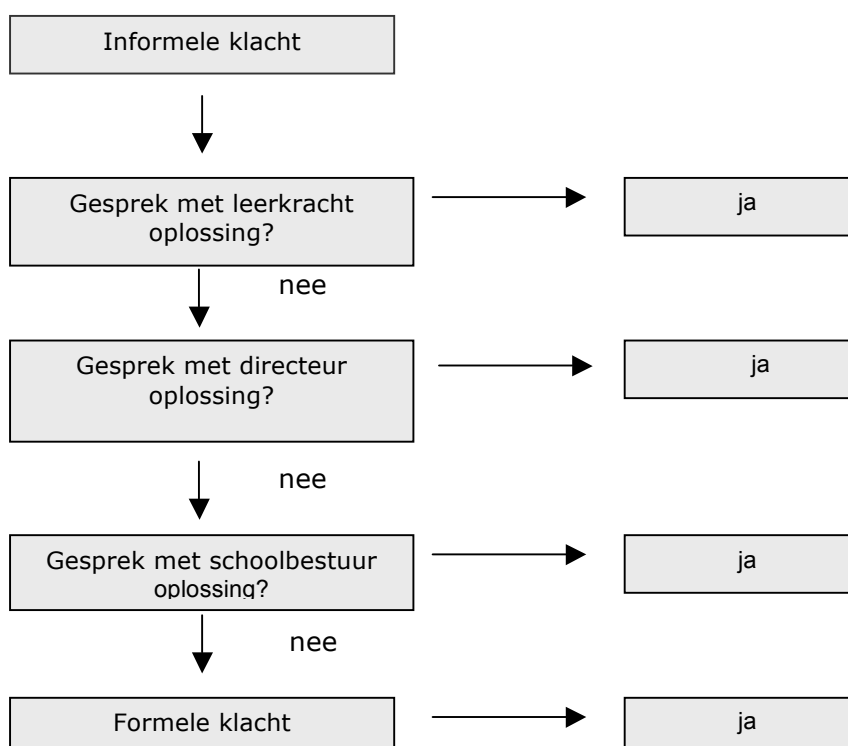 Informele klacht
Gesprek met leerkracht
oplossing?
ja
nee
Gesprek met directeur
oplossing?
ja
nee
Gesprek met schoolbestuur
oplossing?
ja
nee
Formele klacht
ja